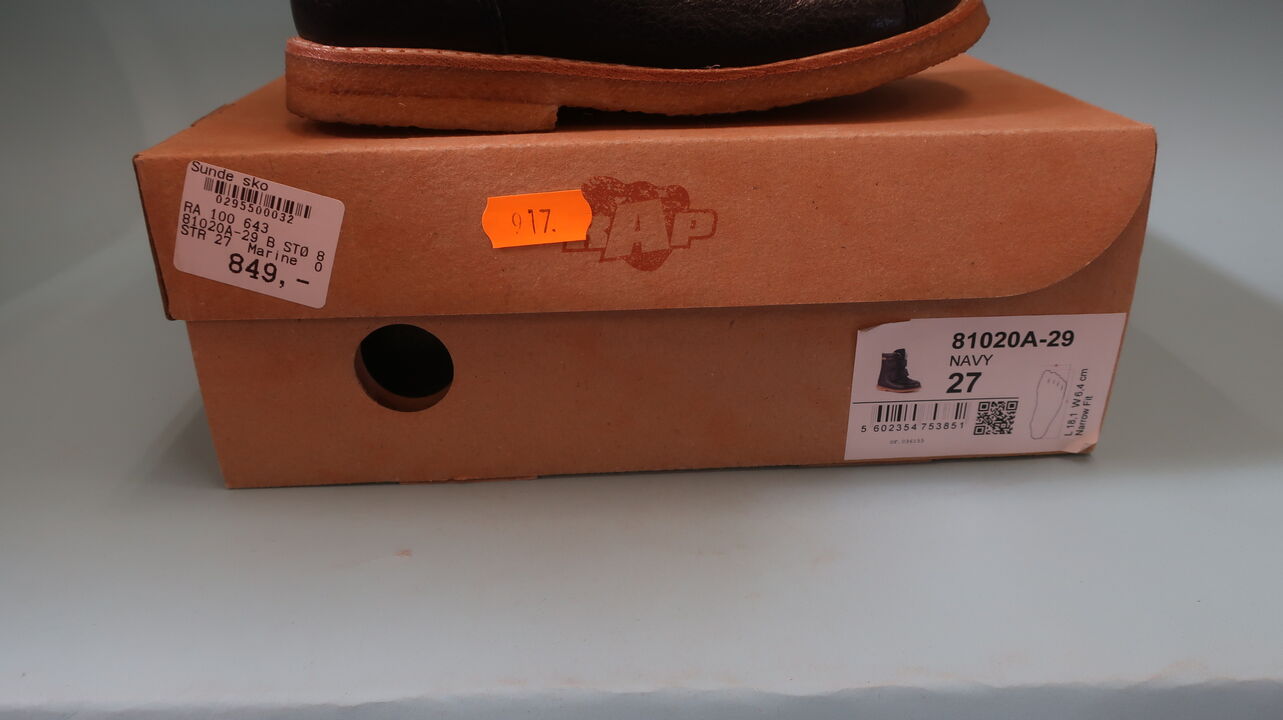 Sunde sko
0295500032
RA 100 643
81020A-29 B STØ 8
STR 27 Marine 0
849,-
917.
RAP
81020A-29
NAVY
27
5 602354 753851
L 18.1 W 6.4 cm
Narrow Fit